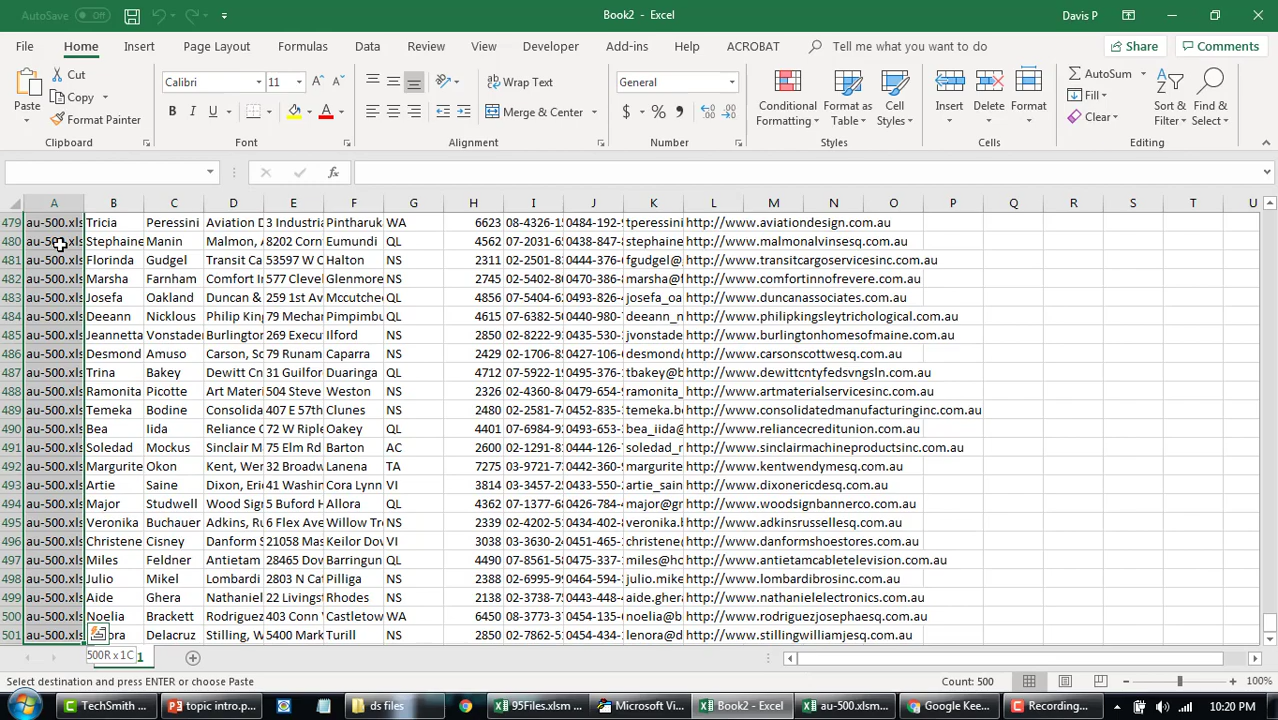 AutoSave Off Book2 - Excel Davis P
File Home Insert Page Layout Formulas Data Review View Developer Add-ins Help ACROBAT Tell me what you want to do Share Comments
Cut Calibri 11 Wrap Text General AutoSum
Paste Copy Conditional Format as Cell Insert Delete Format Fill Sort & Find &
Format Painter Merge & Center Formatting Table Styles Clear Filter Select
Clipboard Font Alignment Number Styles Cells Editing
A B C D E F G H I J K L M N O P Q R S T U
479 au-500.xls Tricia Peressini Aviation D 3 Industria Pintharuk WA 6623 08-4326-1 0484-192- tperessini http://www.aviationdesign.com.au
480 au-500.xls Stephaine Manin Malmon, 8202 Corn Eumundi QL 4562 07-2031-6 0438-847- stephaine http://www.malmonalvinsesq.com.au
481 au-500.xls Florinda Gudgel Transit Ca 53597 W C Halton NS 2311 02-2501-8 0444-376- fgudgel@ http://www.transitcargoservicesinc.com.au
482 au-500.xls Marsha Farnham Comfort I 577 Clevel Glenmore NS 2745 02-5402-8 0470-386- marsha@f http://www.comfortinnofrevere.com.au
483 au-500.xls Josefa Oakland Duncan & 259 1st Av Mccutche QL 4856 07-5404-6 0493-826- josefa_oa http://www.duncanassociates.com.au
484 au-500.xls Deeann Nicklous Philip King 79 Mechan Pimpimbu QL 4615 07-6382-5 0440-980- deeann_n http://www.philipkingsleytrichological.com.au
485 au-500.xls Jeannetta Vonstade Burlington 269 Execut Ilford NS 2850 02-8222-9 0435-530- jvonstade http://www.burlingtonhomesofmaine.com.au
486 au-500.xls Desmond Amuso Carson, Sc 79 Runam Caparra NS 2429 02-1706-8 0427-106- desmond@ http://www.carsonscottwesq.com.au
487 au-500.xls Trina Bakey Dewitt Cn 31 Guilfor Duaringa QL 4712 07-5922-1 0495-376- tbakey@b http://www.dewittcntyfedsvngsln.com.au
488 au-500.xls Ramonita Picotte Art Materi 504 Steve Weston NS 2326 02-4360-8 0479-654- ramonita_ http://www.artmaterialservicesinc.com.au
489 au-500.xls Temeka Bodine Consolida 407 E 57th Clunes NS 2480 02-2581-7 0452-835- temeka.b http://www.consolidatedmanufacturinginc.com.au
490 au-500.xls Bea Iida Reliance C 72 W Riple Oakey QL 4401 07-6984-9 0493-653- bea_iida@ http://www.reliancecreditunion.com.au
491 au-500.xls Soledad Mockus Sinclair M 75 Elm Rd Barton AC 2600 02-1291-8 0444-390- soledad_n http://www.sinclairmachineproductsinc.com.au
492 au-500.xls Margurite Okon Kent, Wer 32 Broadw Lanena TA 7275 03-9721-7 0442-360- margurite http://www.kentwendymesq.com.au
493 au-500.xls Artie Saine Dixon, Eric 41 Washin Cora Lynn VI 3814 03-3457-2 0433-550- artie_sain http://www.dixonericdesq.com.au
494 au-500.xls Major Studwell Wood Sign 5 Buford H Allora QL 4362 07-1377-6 0427-684- major@gm http://www.woodsignbannerco.com.au
495 au-500.xls Veronika Buchauer Adkins, Ru 6 Flex Ave Willow Tre NS 2339 02-4202-5 0434-402- veronika.b http://www.adkinsrussellesq.com.au
496 au-500.xls Christene Cisney Danform S 21058 Mas Keilor Dow VI 3038 03-3630-2 0440-579- christene http://www.danformshoestores.com.au
497 au-500.xls Miles Feldner Antietam 28465 Dow Barringun QL 4490 07-8561-5 0475-371- miles@ho http://www.antietamcabletelevision.com.au
498 au-500.xls Julio Mikel Lombardi 2803 N Cat Pilliga NS 2388 02-6995-9 0464-594- julio.mike http://www.lombardibrosinc.com.au
499 au-500.xls Aide Ghera Nathaniel 22 Livings Rhodes NS 2138 02-3738-7 0443-448- aide.ghera http://www.nathanielelectronics.com.au
500 au-500.xls Noelia Brackett Rodriguez 403 Conn Castletow WA 6450 08-3773-3 0454-135- noelia@b http://www.rodriguezjosephaesq.com.au
501 au-500.xls ora Delacruz Stilling, W 5400 Mark Turill NS 2850 02-7862-5 0454-434- lenora@d http://www.stillingwilliamjesq.com.au
500R x 1C 1
Select destination and press ENTER or choose Paste Count: 500 100%
TechSmith ... topic intro.p... ds files 95Files.xlsm ... Microsoft Vi... Book2 - Excel au-500.xlsm... Google Kee... Recording... 10:20 PM